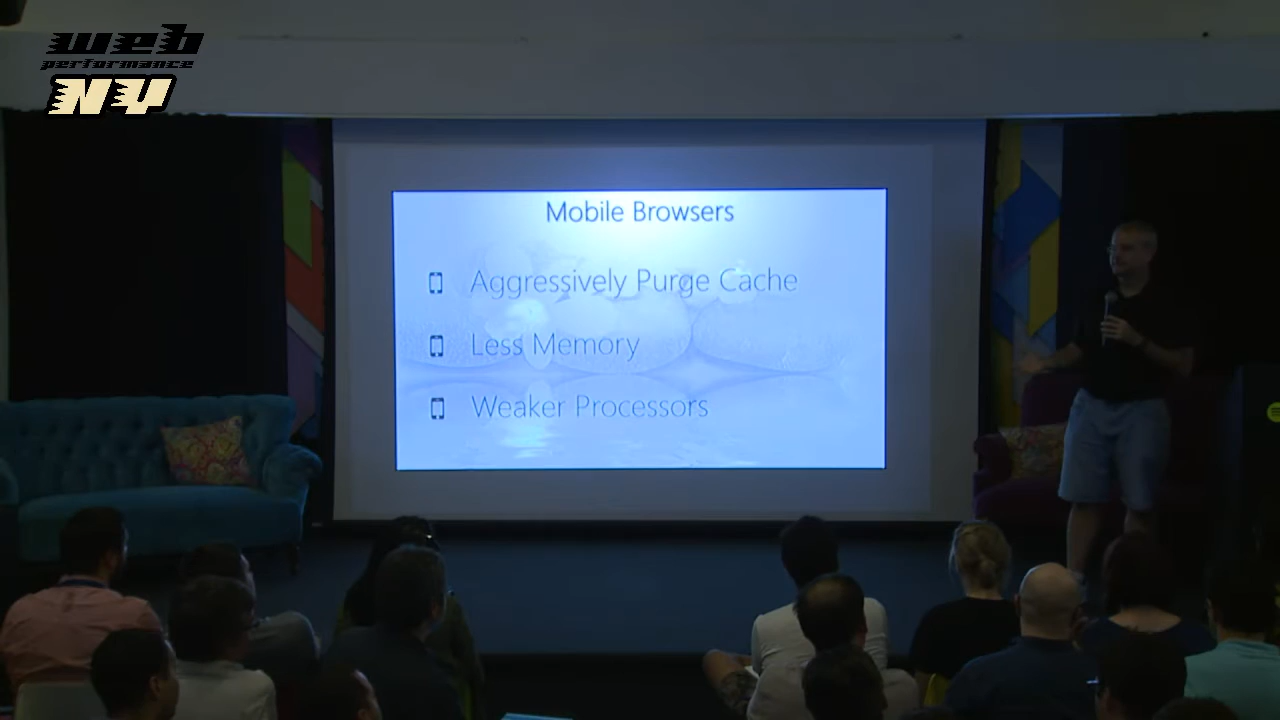 web
performance
NY
Mobile Browsers
Aggressively Purge Cache
Less Memory
Weaker Processors